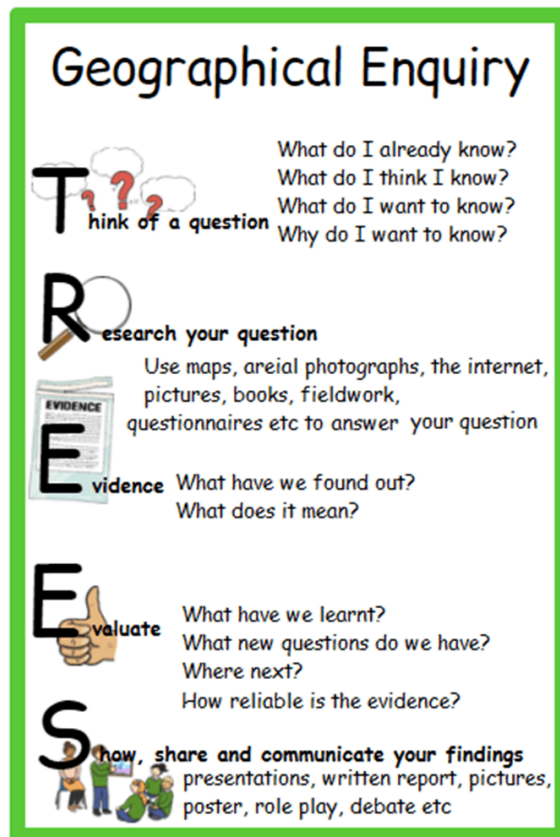 Geographical Enquiry
What do I already know?
What do I think I know?
What do I want to know?
Think of a question
Why do I want to know?
Research your question
Use maps, areial photographs, the internet,
pictures, books, fieldwork,
questionnaires etc to answer your question
EVIDENCE
Evidence What have we found out?
What does it mean?
What have we learnt?
Evaluate What new questions do we have?
Where next?
How reliable is the evidence?
Show, share and communicate your findings
presentations, written report, pictures,
poster, role play, debate etc